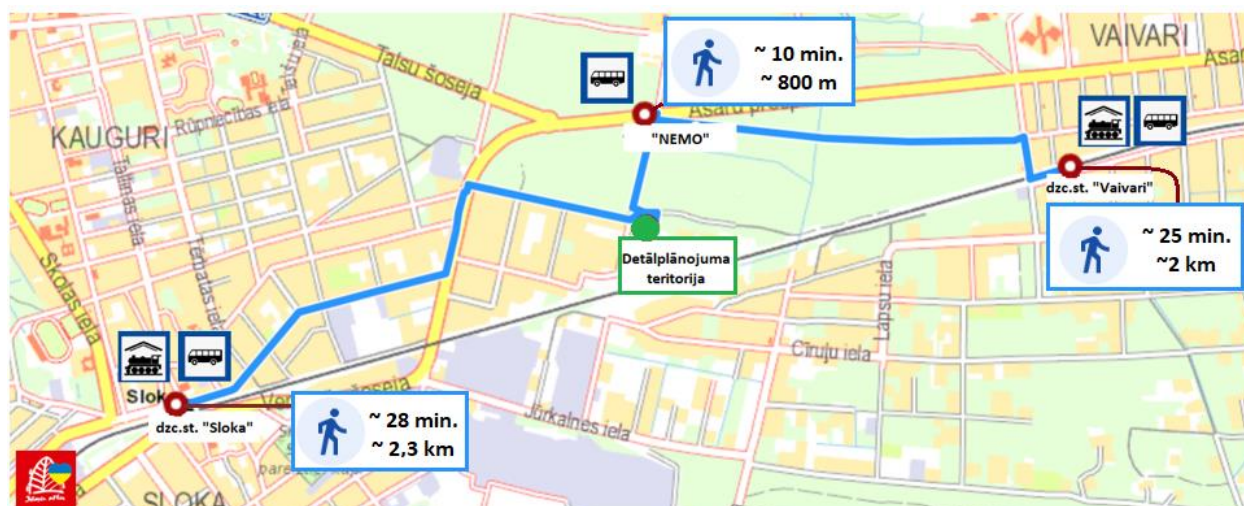 VAIVARI
Talsu šoseja
~ 10 min.
~ 800 m
Asaru
"NEMO"
KAUGURI
Rūpniecības iela
Tallinas iela
Tērbatas iela
Skolas iela
dzc.st. "Vaivari"
~ 25 min.
~2 km
Detālplānojuma
teritorija
Lapsu iela
Cīruļu iela
Jūrkalnes iela
dzc.st. "Sloka"
~ 28 min.
~ 2,3 km
SLOKA